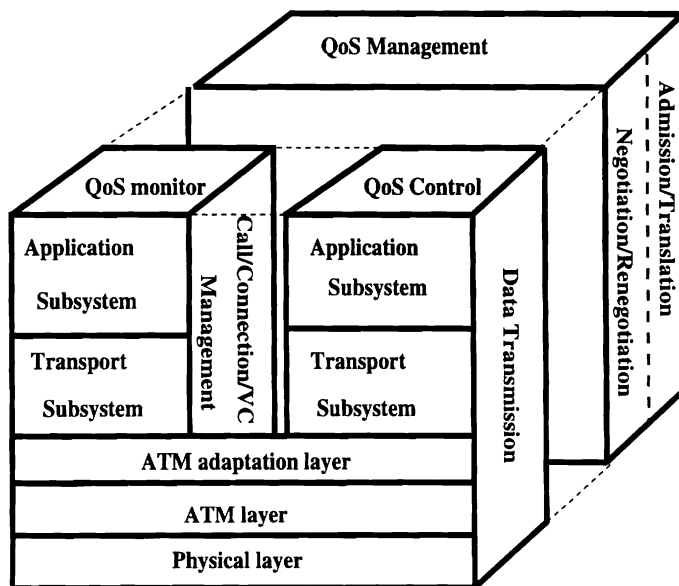 QoS Management
QoS monitor
QoS Control
Application
Subsystem
Transport
Subsystem
Call/Connection/VC
Management
Application
Subsystem
Transport
Subsystem
Data Transmission
Negotiation/Renegotiation
Admission/Translation
ATM adaptation layer
ATM layer
Physical layer